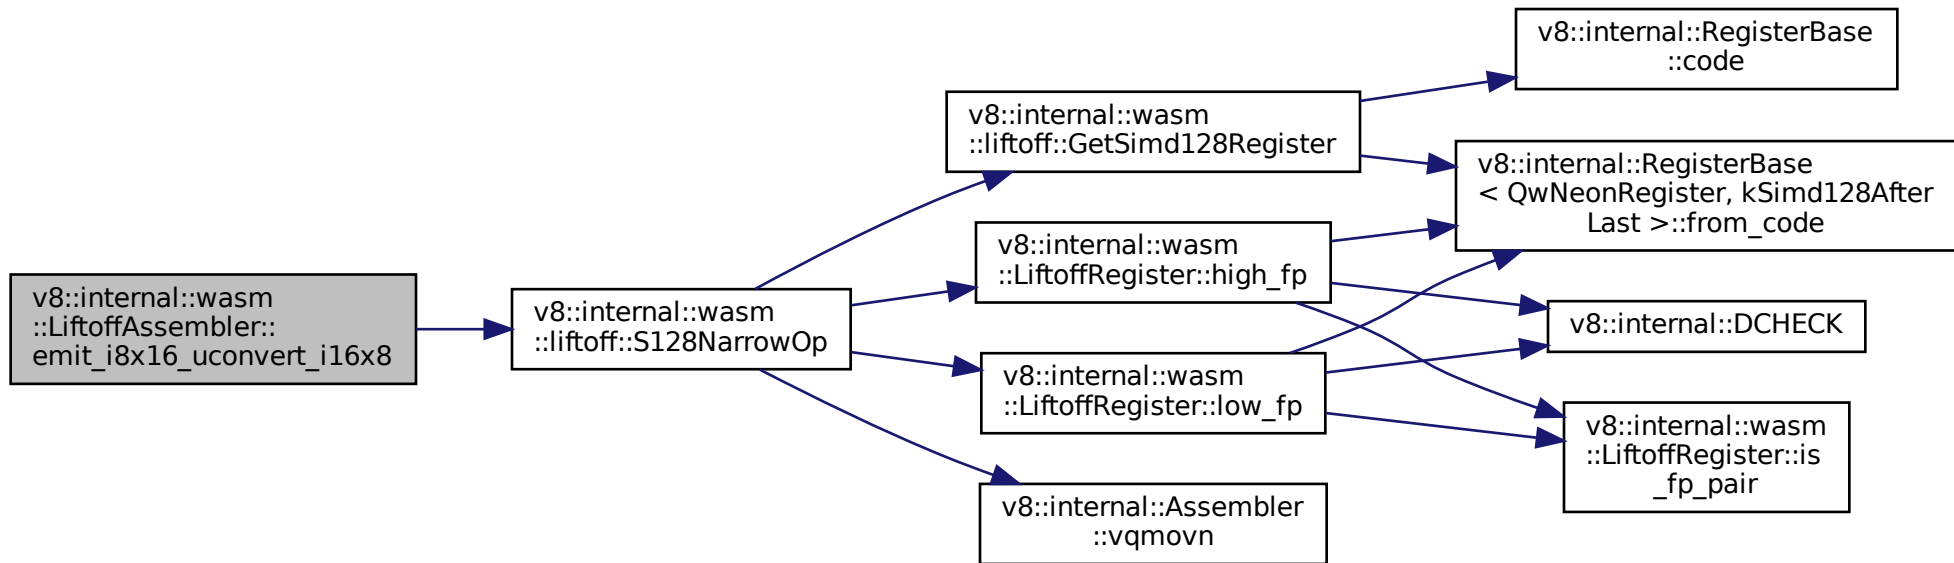 v8::internal::wasm
::LiftoffAssembler::
emit_i8x16_uconvert_i16x8
v8::internal::wasm
::liftoff::S128NarrowOp
v8::internal::wasm
::liftoff::GetSimd128Register
v8::internal::wasm
::LiftoffRegister::high_fp
v8::internal::wasm
::LiftoffRegister::low_fp
v8::internal::Assembler
::vqmovn
v8::internal::RegisterBase
::code
v8::internal::RegisterBase
< QwNeonRegister, kSimd128After
Last >::from_code
v8::internal::DCHECK
v8::internal::wasm
::LiftoffRegister::is
_fp_pair